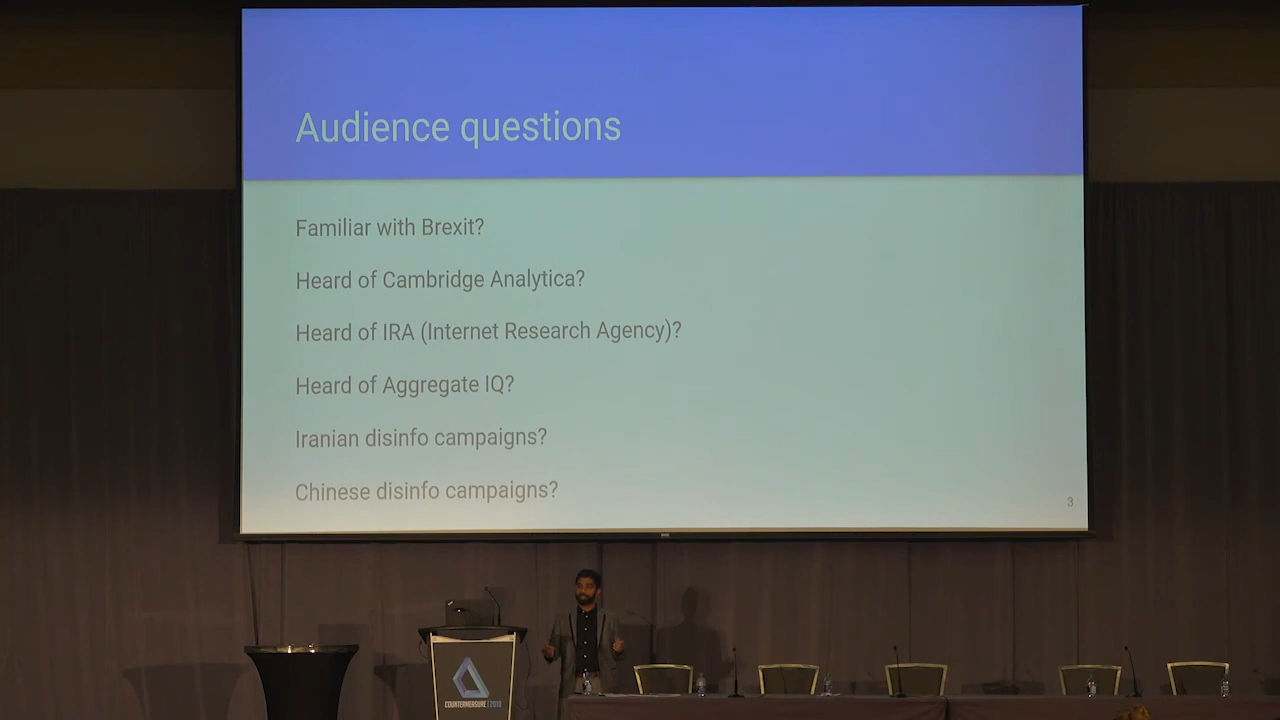 Audience questions
Familiar with Brexit?
Heard of Cambridge Analytica?
Heard of IRA (Internet Research Agency)?
Heard of Aggregate IQ?
Iranian disinfo campaigns?
Chinese disinfo campaigns?
3
COUNTERMEASURE | 2019